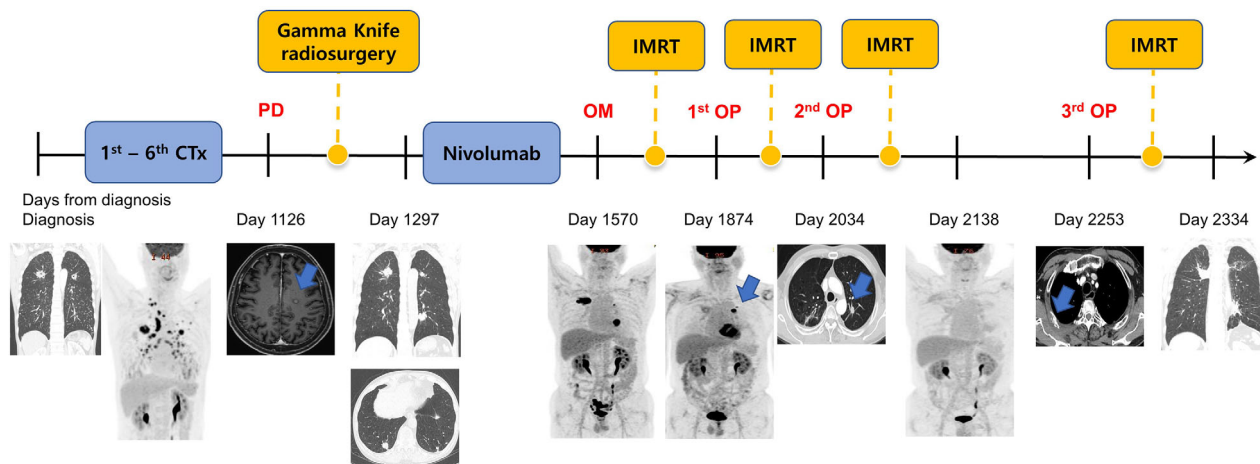 Gamma Knife
radiosurgery
IMRT
IMRT
IMRT
IMRT
PD
OM
1st OP
2nd OP
3rd OP
1st – 6th CTx
Nivolumab
Days from diagnosis
Diagnosis
Day 1126
Day 1297
Day 1570
Day 1874
Day 2034
Day 2138
Day 2253
Day 2334